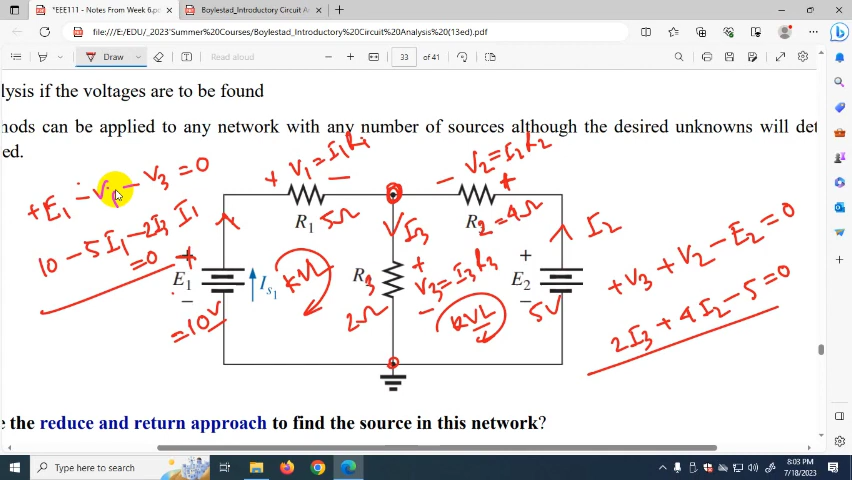 *EEE111 - Notes From Week 6.pd
Boylestad_Introductory Circuit A
file:///E:/EDU/_2023'Summer%20Courses/Boylestad_Introductory%20Circuit%20Analysis%20(13ed).pdf
Draw
Read aloud
33 of 41
lysis if the voltages are to be found
nods can be applied to any network with any number of sources although the desired unknowns will det
ed.
+E1 - V1 - V3 = 0
10 - 5I1 - 2I3 = 0
I1
+ V1 = I1R1 -
R1 5Ω
- V2 = I2R2 +
R2 = 4Ω
I3
I2
+
E1
-
= 10V
Is1
KVL
R3
2Ω
+
V3 = I3R3
-
KVL
+
E2
-
5V
+V3 + V2 - E2 = 0
2I3 + 4I2 - 5 = 0
e the reduce and return approach to find the source in this network?
Type here to search
8:03 PM
7/18/2023